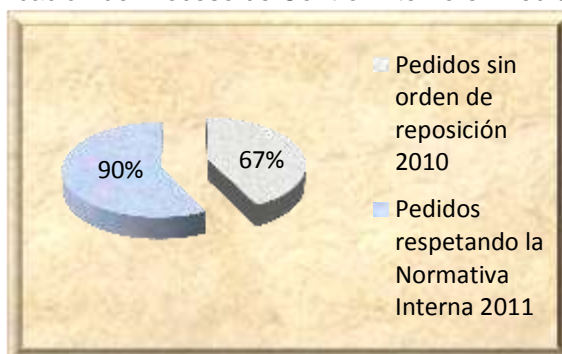 90%
67%
Pedidos sin
orden de
reposición
2010
Pedidos
respetando la
Normativa
Interna 2011